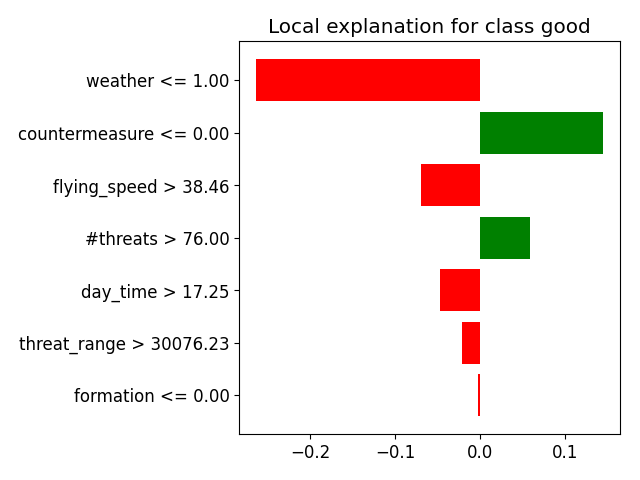 Local explanation for class good
weather <= 1.00
countermeasure <= 0.00
flying_speed > 38.46
#threats > 76.00
day_time > 17.25
threat_range > 30076.23
formation <= 0.00
−0.2 −0.1 0.0 0.1